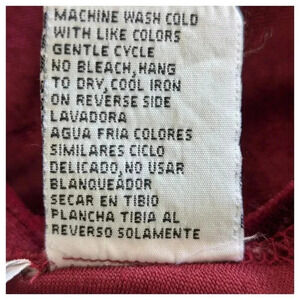 MACHINE WASH COLD
WITH LIKE COLORS
GENTLE CYCLE
NO BLEACH, HANG
TO DRY, COOL IRON
ON REVERSE SIDE
LAVADORA
AGUA FRIA COLORES
SIMILARES CICLO
DELICADO, NO USAR
BLANQUEADOR
SECAR EN TIBIO
PLANCHA TIBIA AL
REVERSO SOLAMENTE